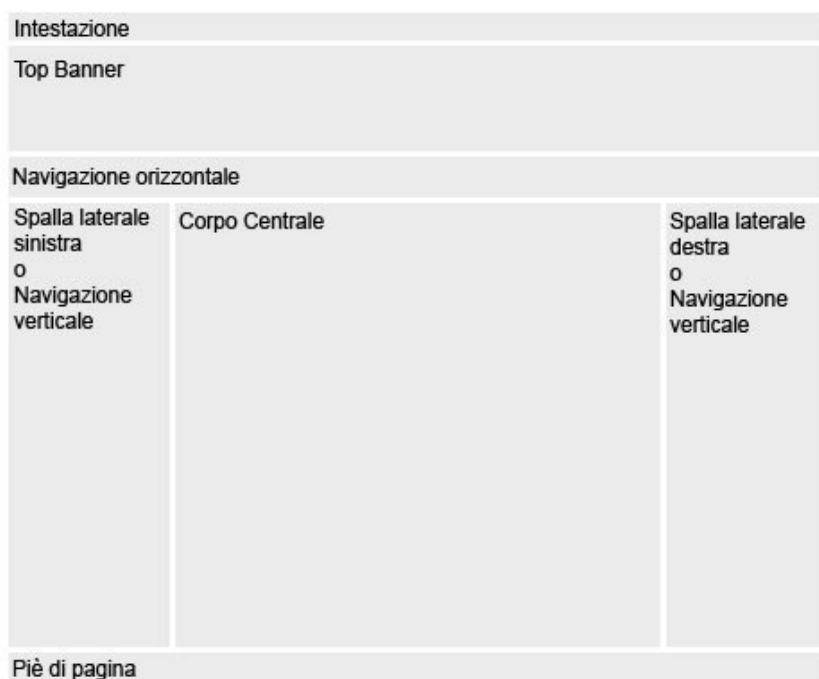 Intestazione
Top Banner
Navigazione orizzontale
Spalla laterale
sinistra
o
Navigazione
verticale
Corpo Centrale
Spalla laterale
destra
o
Navigazione
verticale
Piè di pagina